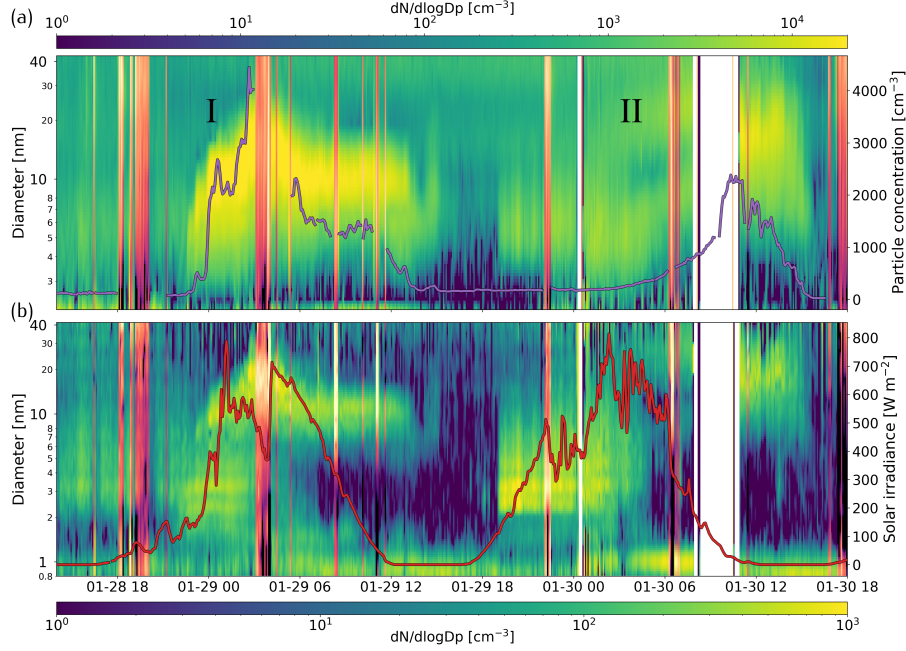 (a)
dN/dlogDp [cm⁻³]
10⁰ 10¹ 10² 10³ 10⁴
Diameter [nm]
40
30
20
10
8
7
6
5
4
3
I
II
Particle concentration [cm⁻³]
4000
3000
2000
1000
0
(b)
Diameter [nm]
40
30
20
10
8
7
6
5
4
3
2
1
0.8
Solar irradiance [W m⁻²]
800
700
600
500
400
300
200
100
0
01-28 18 01-29 00 01-29 06 01-29 12 01-29 18 01-30 00 01-30 06 01-30 12 01-30 18
10⁰ 10¹ 10² 10³
dN/dlogDp [cm⁻³]